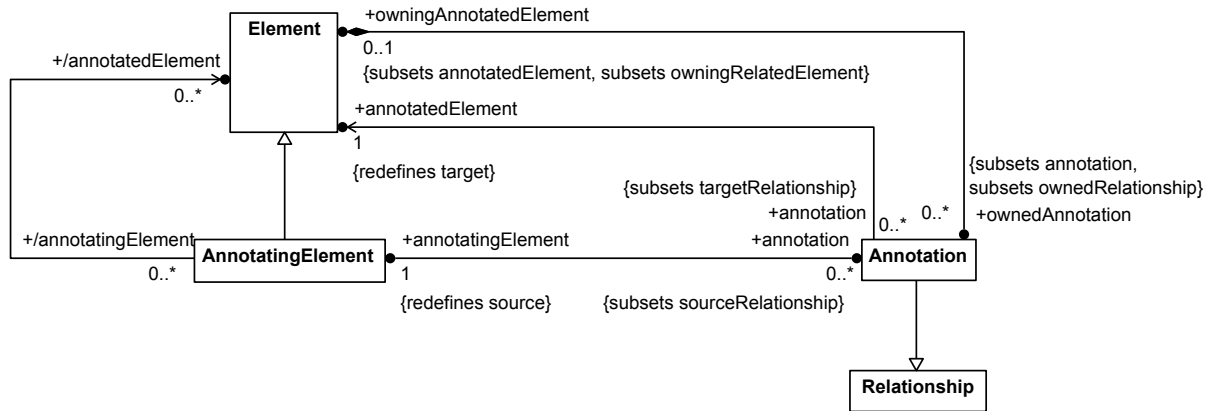 +owningAnnotatedElement
Element
0..1
+/annotatedElement
{subsets annotatedElement, subsets owningRelatedElement}
0..*
+annotatedElement
1
{redefines target}
{subsets annotation,
subsets ownedRelationship}
{subsets targetRelationship}
+annotation
0..*
0..*
+ownedAnnotation
+/annotatingElement
AnnotatingElement
+annotatingElement
+annotation
Annotation
0..*
1
0..*
{redefines source}
{subsets sourceRelationship}
Relationship